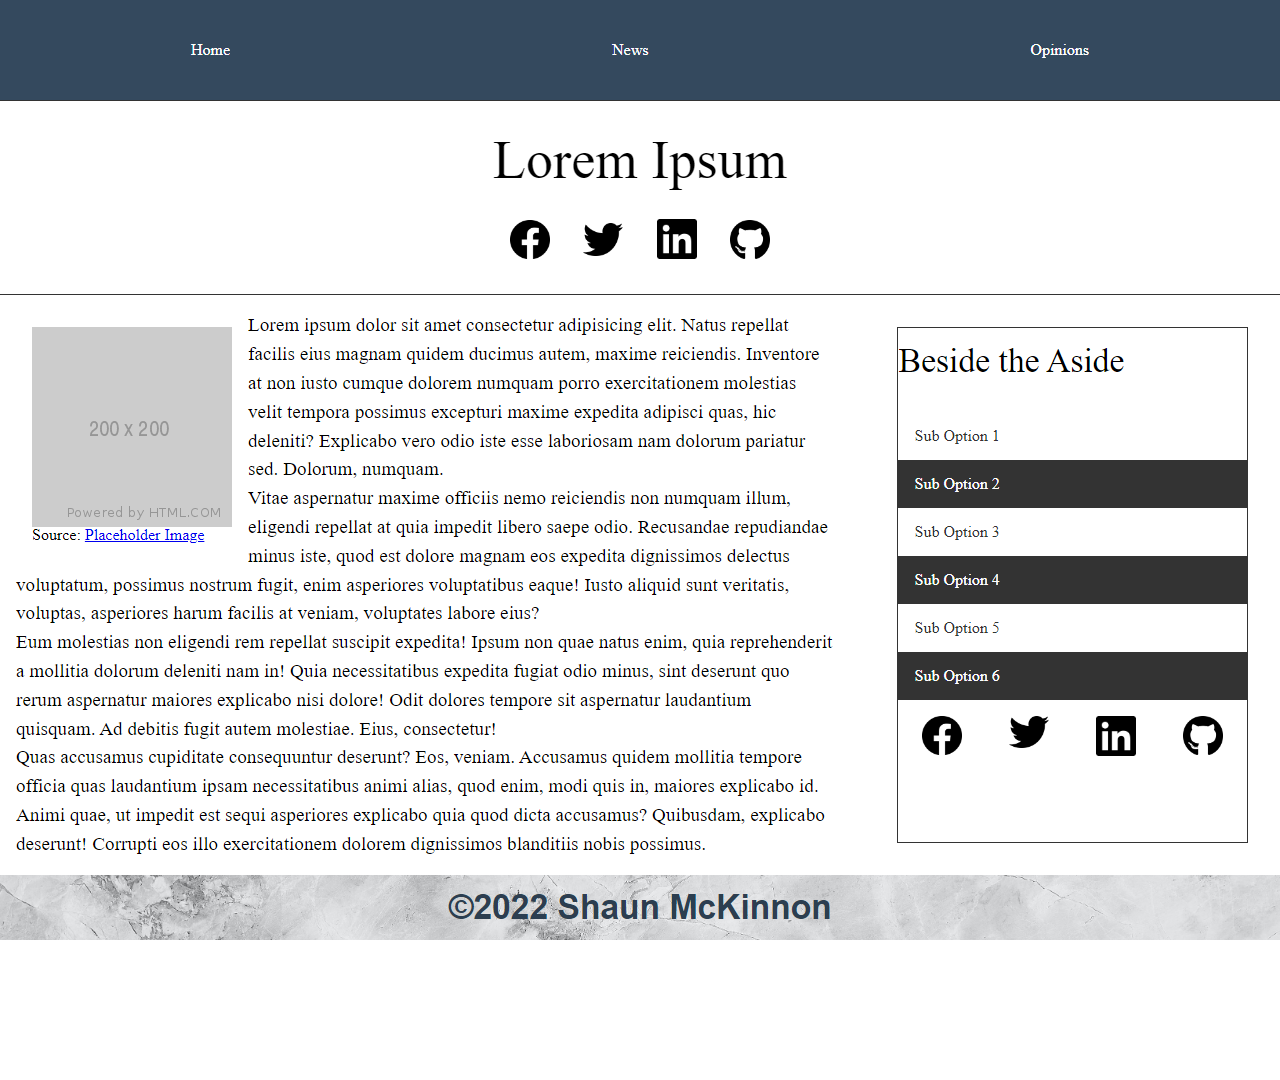 Home
News
Opinions
Lorem Ipsum
Lorem ipsum dolor sit amet consectetur adipisicing elit. Natus repellat
facilis eius magnam quidem ducimus autem, maxime reiciendis. Inventore
at non iusto cumque dolorem numquam porro exercitationem molestias
velit tempora possimus excepturi maxime expedita adipisci quas, hic
deleniti? Explicabo vero odio iste esse laboriosam nam dolorum pariatur
sed. Dolorum, numquam.
200 x 200
Powered by HTML.COM
Source: Placeholder Image
Vitae aspernatur maxime officiis nemo reiciendis non numquam illum,
eligendi repellat at quia impedit libero saepe odio. Recusandae repudiandae
minus iste, quod est dolore magnam eos expedita dignissimos delectus
voluptatum, possimus nostrum fugit, enim asperiores voluptatibus eaque! Iusto aliquid sunt veritatis,
voluptas, asperiores harum facilis at veniam, voluptates labore eius?
Eum molestias non eligendi rem repellat suscipit expedita! Ipsum non quae natus enim, quia reprehenderit
a mollitia dolorum deleniti nam in! Quia necessitatibus expedita fugiat odio minus, sint deserunt quo
rerum aspernatur maiores explicabo nisi dolore! Odit dolores tempore sit aspernatur laudantium
quisquam. Ad debitis fugit autem molestiae. Eius, consectetur!
Quas accusamus cupiditate consequuntur deserunt? Eos, veniam. Accusamus quidem mollitia tempore
officia quas laudantium ipsam necessitatibus animi alias, quod enim, modi quis in, maiores explicabo id.
Animi quae, ut impedit est sequi asperiores explicabo quia quod dicta accusamus? Quibusdam, explicabo
deserunt! Corrupti eos illo exercitationem dolorem dignissimos blanditiis nobis possimus.
Beside the Aside
Sub Option 1
Sub Option 2
Sub Option 3
Sub Option 4
Sub Option 5
Sub Option 6
©2022 Shaun McKinnon